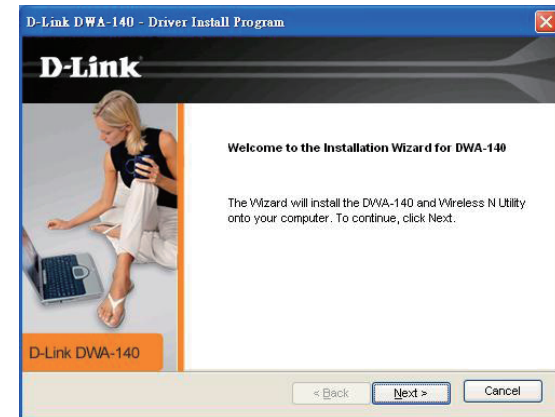 D-Link DWA-140 - Driver Install Program
D-Link
Welcome to the Installation Wizard for DWA-140
The Wizard will install the DWA-140 and Wireless N Utility
onto your computer. To continue, click Next.
D-Link DWA-140
< Back
Next >
Cancel